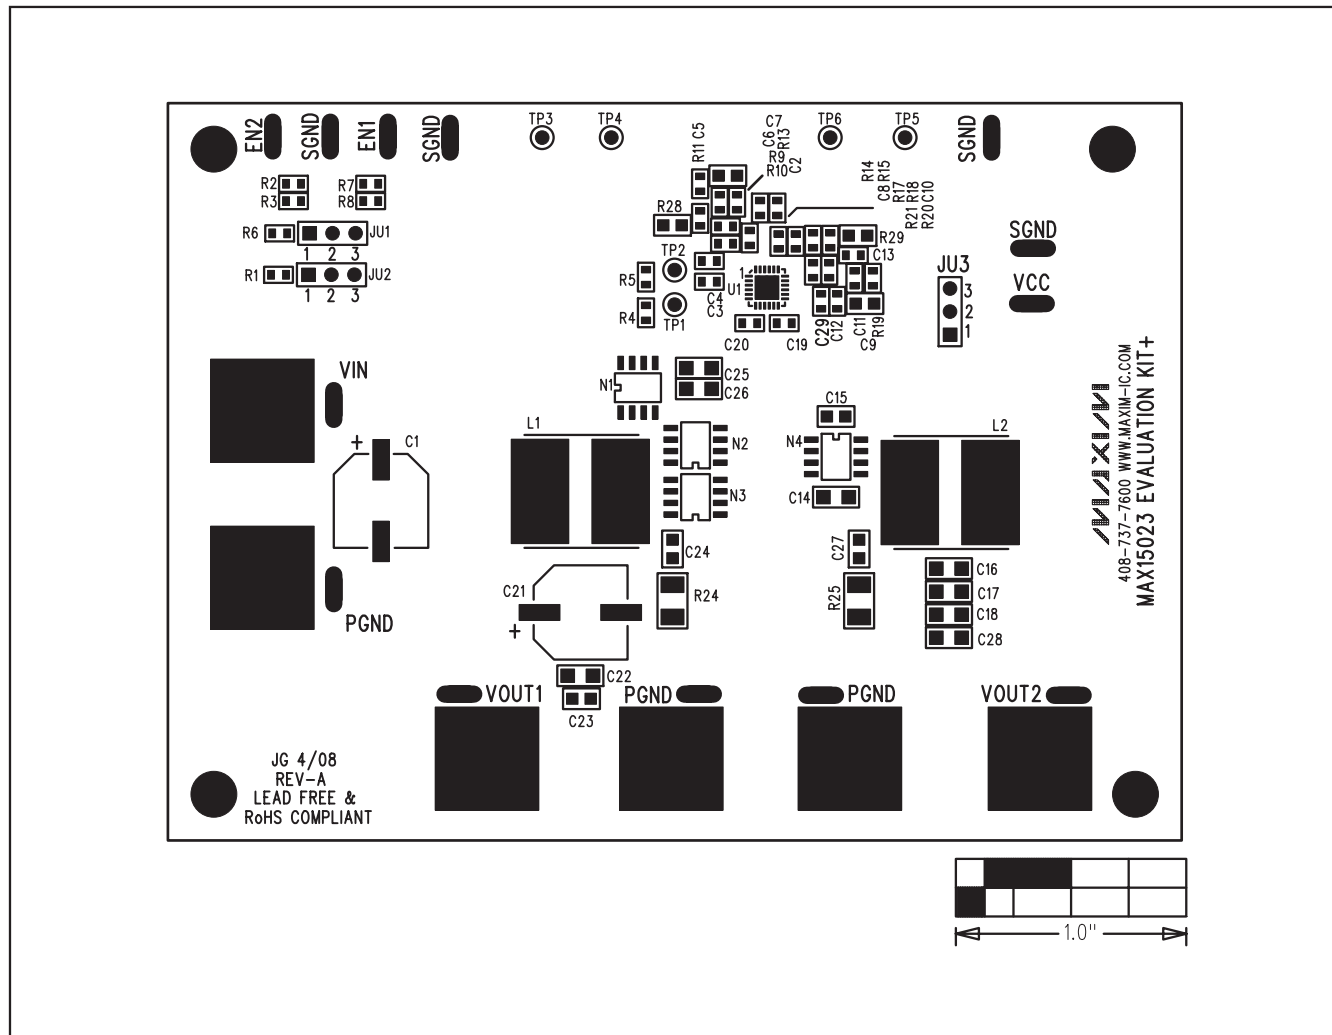 EN2
SGND
EN1
SGND
TP3
TP4
R11 C5
C7
C6 R13
R9
R10 C2
TP6
TP5
SGND
R2
R3
R7
R8
R14
C8 R15
R17
R21 R18
R20 C10
R28
R6
JU1
1 2 3
R29
SGND
TP2
C13
R1
JU2
1 2 3
R5
1
U1
C4
C3
JU3
3
2
1
VCC
R4
TP1
C20
C19
C29
C12
C11
R19
C9
VIN
N1
C25
C26
C15
+
C1
L1
N2
N4
L2
N3
C14
MAXIM
408-737-7600 WWW.MAXIM-IC.COM
MAX15023 EVALUATION KIT+
C24
C27
C16
C17
C18
C28
C21
+
R24
R25
PGND
C22
C23
VOUT1
PGND
PGND
VOUT2
JG 4/08
REV-A
LEAD FREE &
RoHS COMPLIANT
1.0"